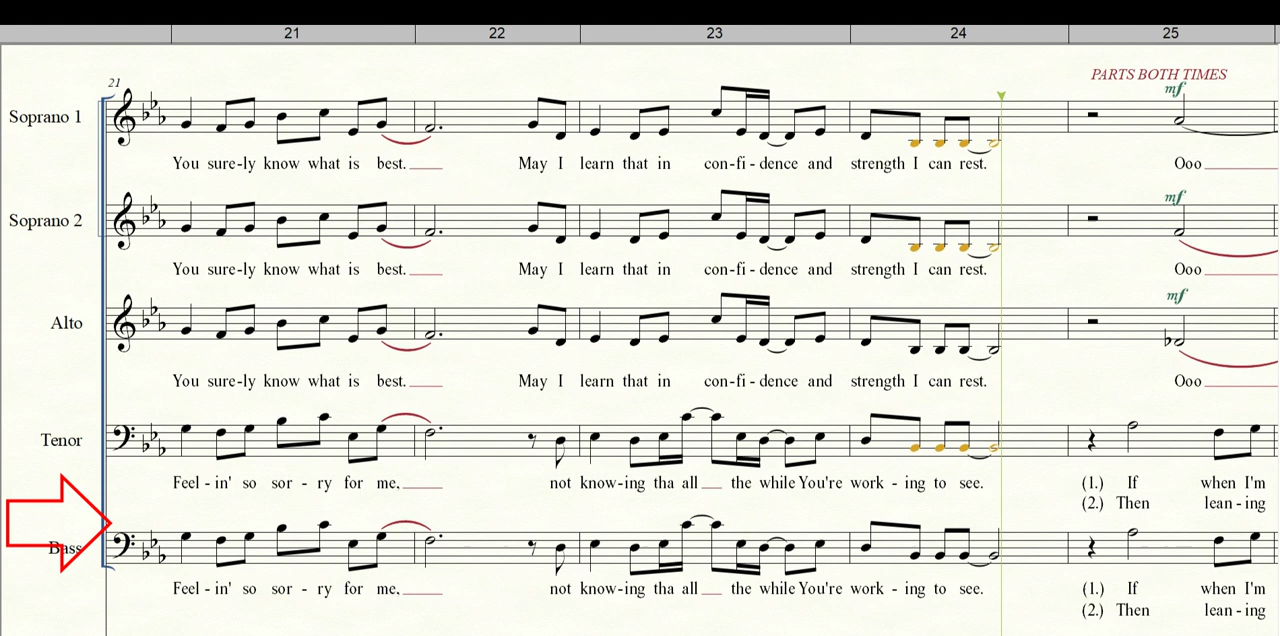 21 22 23 24 25
21
PARTS BOTH TIMES
mf
Soprano 1
You sure-ly know what is best. May I learn that in con-fi-dence and strength I can rest. Ooo
mf
Soprano 2
You sure-ly know what is best. May I learn that in con-fi-dence and strength I can rest. Ooo
mf
Alto
You sure-ly know what is best. May I learn that in con-fi-dence and strength I can rest. Ooo
Tenor
Feel-in' so sor-ry for me, not know-ing tha all the while You're work-ing to see. (1.) If when I'm
(2.) Then lean-ing
Bass
Feel-in' so sor-ry for me, not know-ing tha all the while You're work-ing to see. (1.) If when I'm
(2.) Then lean-ing